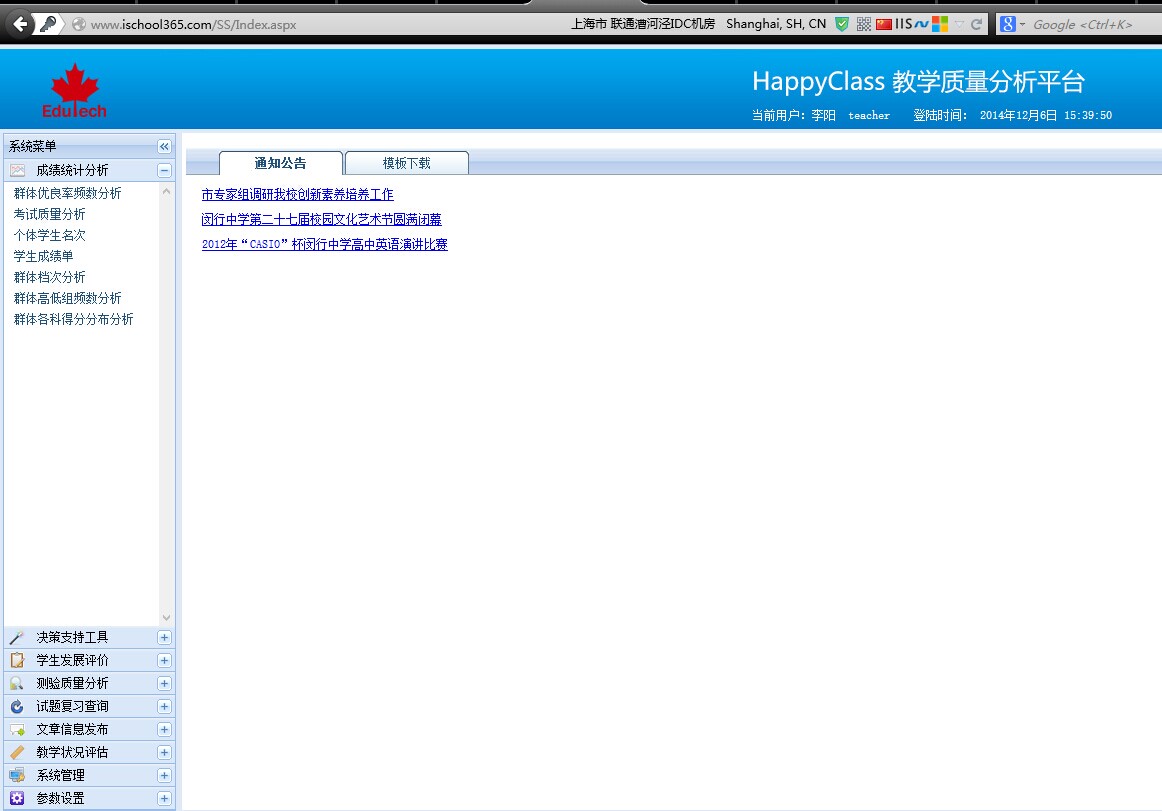 www.ischool365.com/SS/Index.aspx 上海市 联通漕河泾IDC机房 Shanghai, SH, CN IIS Google <Ctrl+K>
EduTech
HappyClass 教学质量分析平台
当前用户：李阳 teacher 登陆时间： 2014年12月6日 15:39:50
系统菜单
成绩统计分析
群体优良率频数分析
考试质量分析
个体学生名次
学生成绩单
群体档次分析
群体高低组频数分析
群体各科得分分布分析
决策支持工具
学生发展评价
测验质量分析
试题复习查询
文章信息发布
教学状况评估
系统管理
参数设置
通知公告 模板下载
市专家组调研我校创新素养培养工作
闵行中学第二十七届校园文化艺术节圆满闭幕
2012年“CASIO”杯闵行中学高中英语演讲比赛